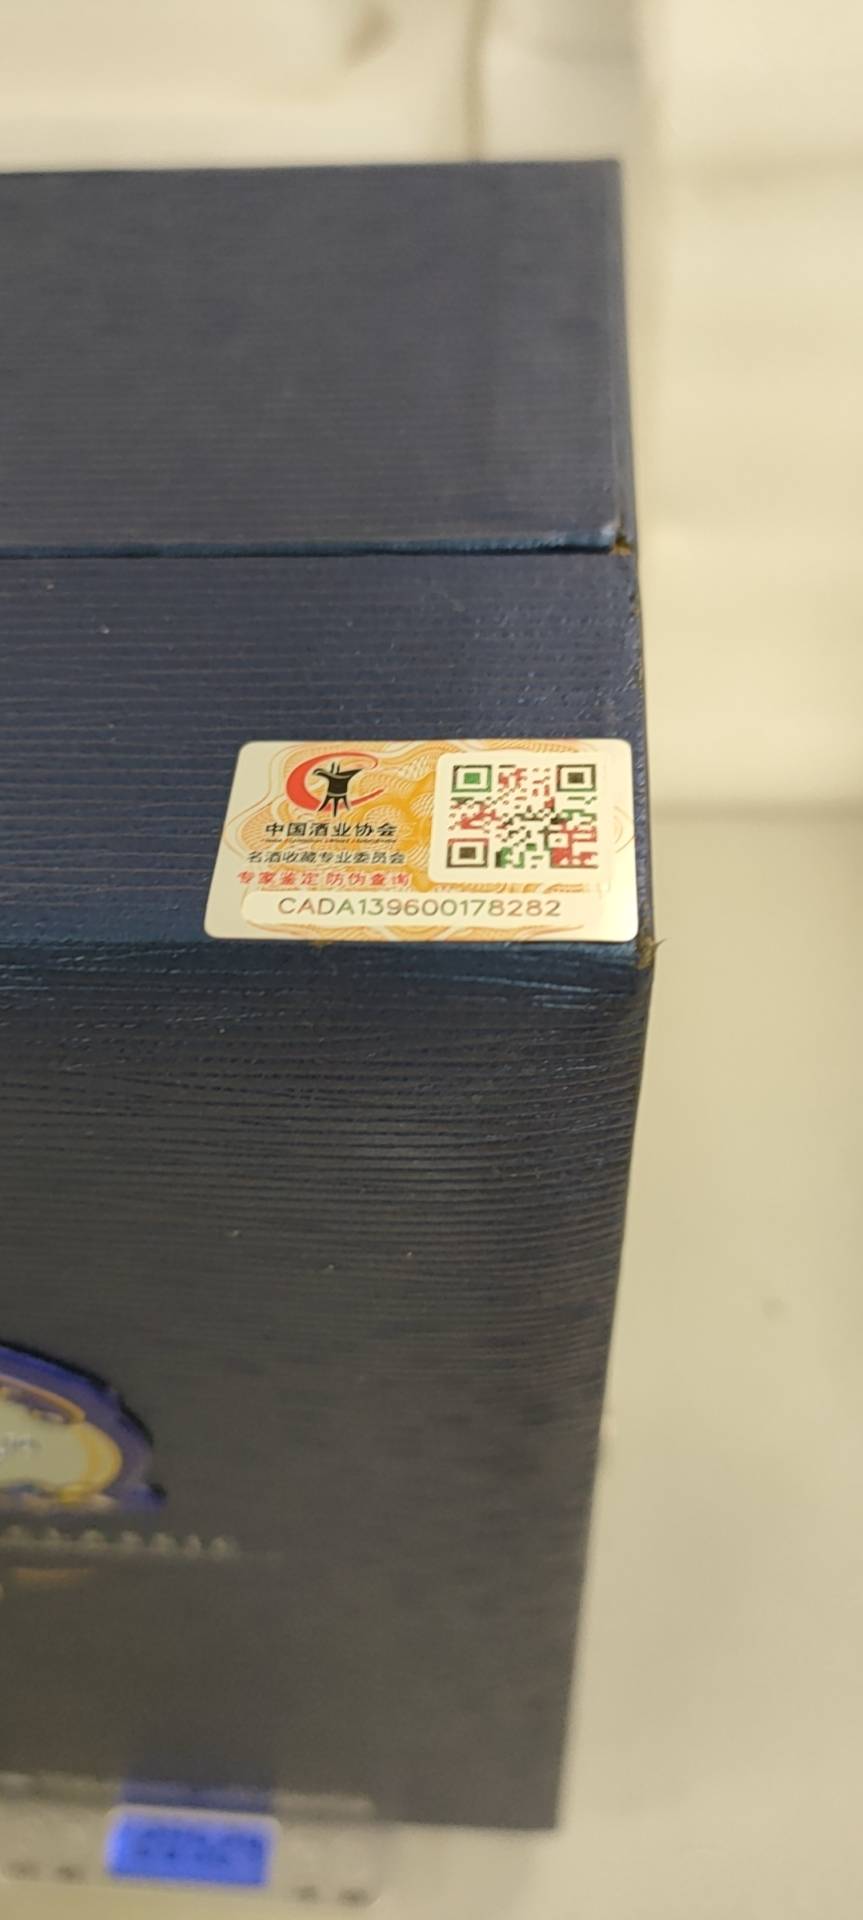 中国酒业协会
名酒收藏专业委员会
专家鉴定 防伪查询
CADA139600178282